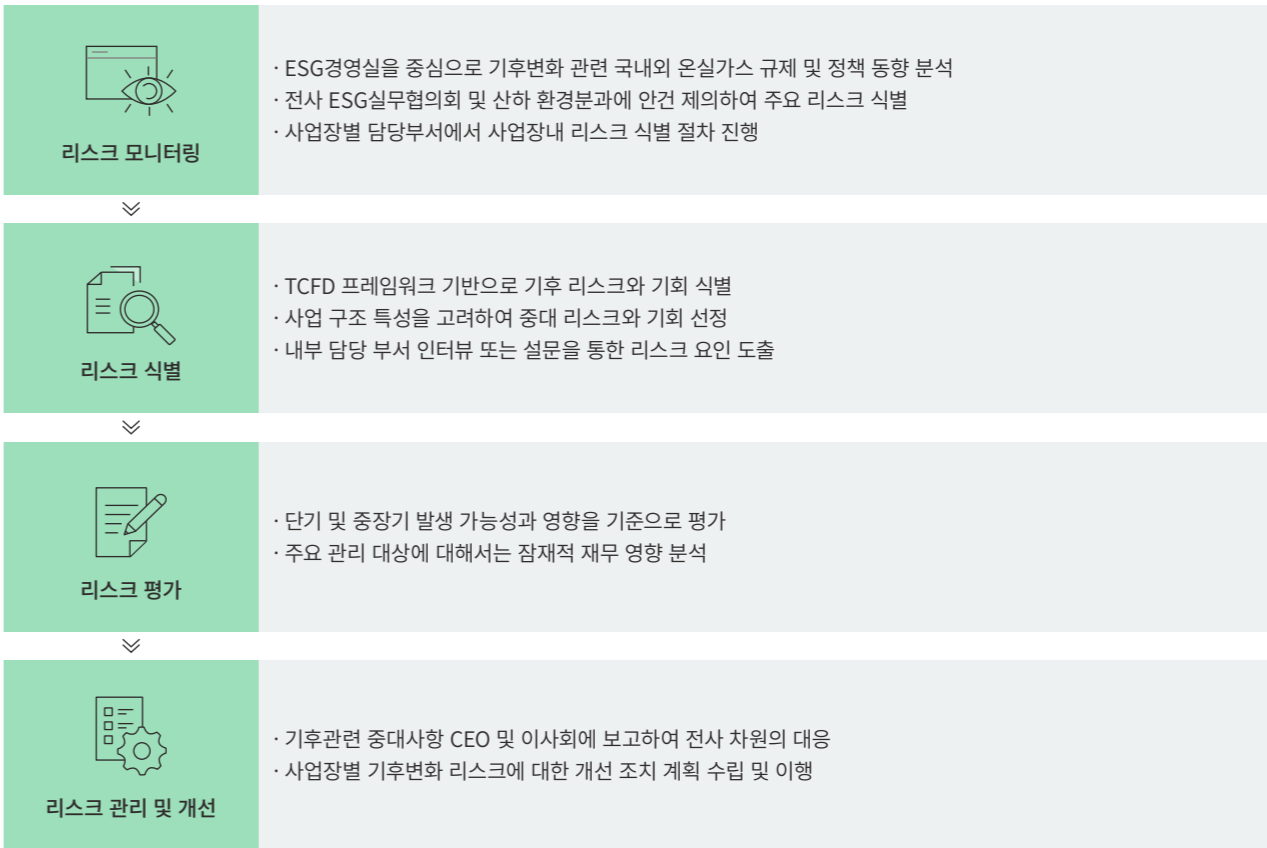 리스크 모니터링
· ESG경영실을 중심으로 기후변화 관련 국내외 온실가스 규제 및 정책 동향 분석
· 전사 ESG실무협의회 및 산하 환경분과에 안건 제의하여 주요 리스크 식별
· 사업장별 담당부서에서 사업장내 리스크 식별 절차 진행
리스크 식별
· TCFD 프레임워크 기반으로 기후 리스크와 기회 식별
· 사업 구조 특성을 고려하여 중대 리스크와 기회 선정
· 내부 담당 부서 인터뷰 또는 설문을 통한 리스크 요인 도출
리스크 평가
· 단기 및 중장기 발생 가능성과 영향을 기준으로 평가
· 주요 관리 대상에 대해서는 잠재적 재무 영향 분석
리스크 관리 및 개선
· 기후관련 중대사항 CEO 및 이사회에 보고하여 전사 차원의 대응
· 사업장별 기후변화 리스크에 대한 개선 조치 계획 수립 및 이행